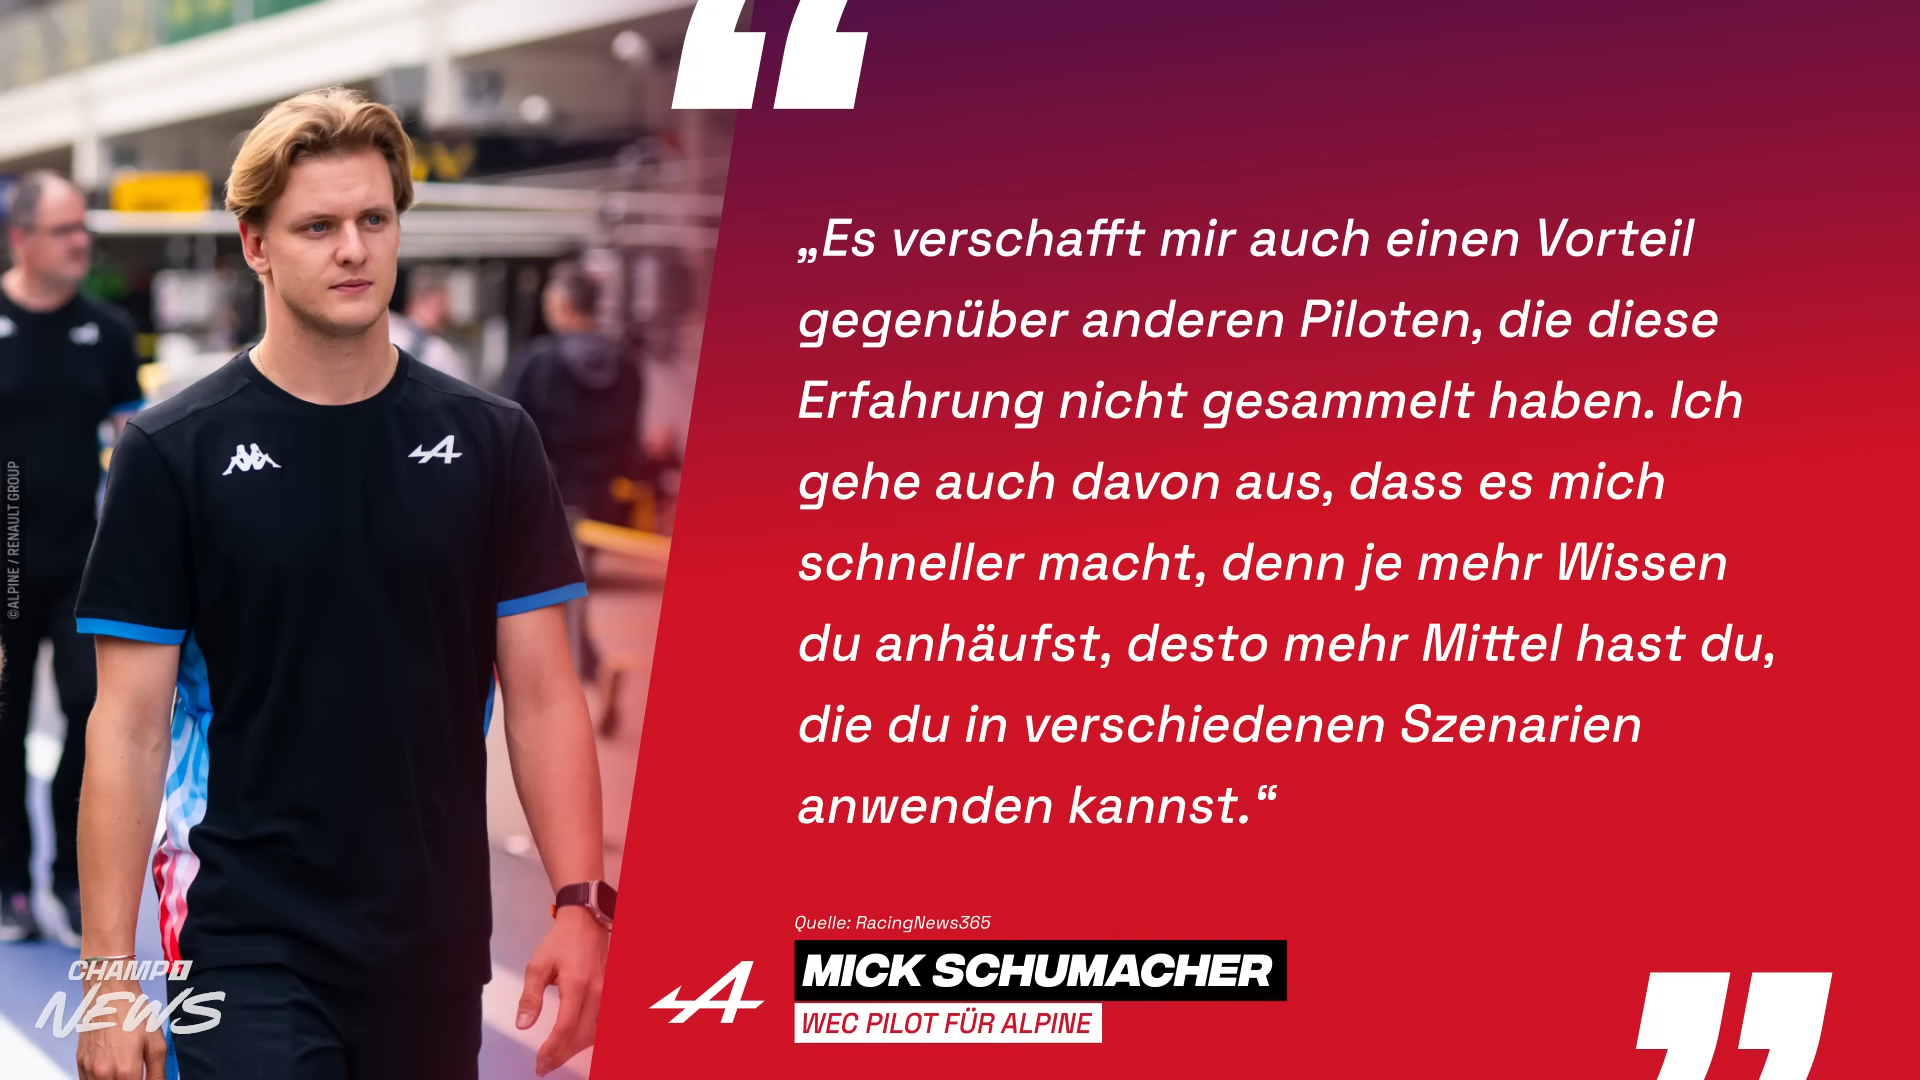 „Es verschafft mir auch einen Vorteil
gegenüber anderen Piloten, die diese
Erfahrung nicht gesammelt haben. Ich
gehe auch davon aus, dass es mich
schneller macht, denn je mehr Wissen
du anhäufst, desto mehr Mittel hast du,
die du in verschiedenen Szenarien
anwenden kannst.“
Quelle: RacingNews365
MICK SCHUMACHER
WEC PILOT FÜR ALPINE
©ALPINE / RENAULT GROUP
CHAMP1
NEWS